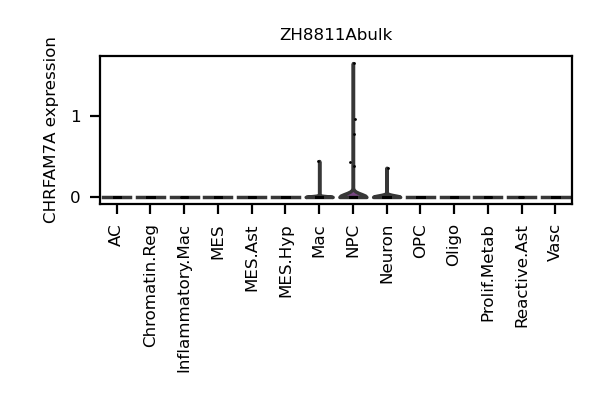 ZH8811Abulk
CHRFAM7A expression
1
0
AC
Chromatin.Reg
Inflammatory.Mac
MES
MES.Ast
MES.Hyp
Mac
NPC
Neuron
OPC
Oligo
Prolif.Metab
Reactive.Ast
Vasc